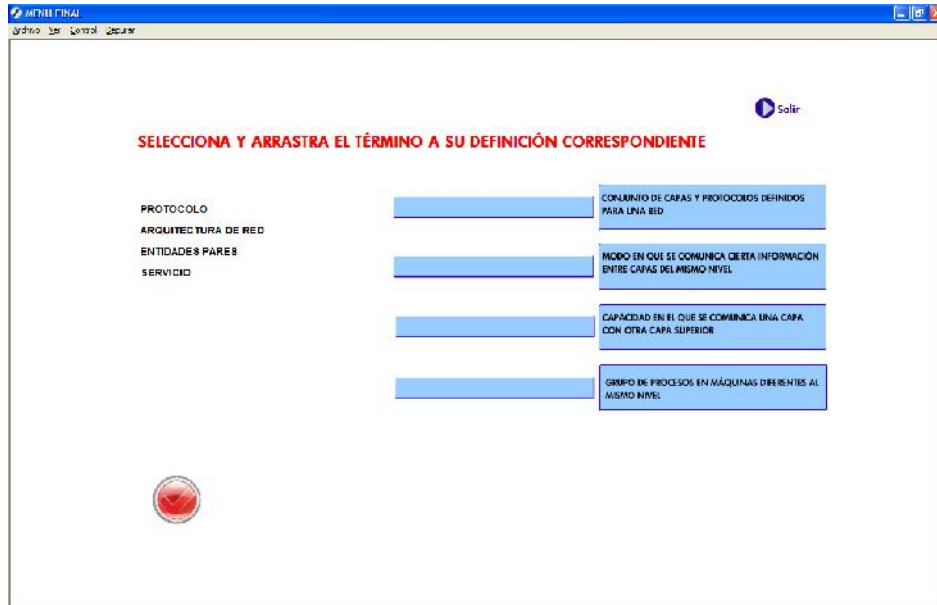 MENU FINAL
Archivo Ver Control Depurar
Salir
SELECCIONA Y ARRASTRA EL TÉRMINO A SU DEFINICIÓN CORRESPONDIENTE
PROTOCOLO
ARQUITECTURA DE RED
ENTIDADES PARES
SERVICIO
CONJUNTO DE CAPAS Y PROTOCOLOS DEFINIDOS
PARA UNA RED
MODO EN QUE SE COMUNICA CIERTA INFORMACIÓN
ENTRE CAPAS DEL MISMO NIVEL
CAPACIDAD EN EL QUE SE COMUNICA UNA CAPA
CON OTRA CAPA SUPERIOR
GRUPO DE PROCESOS EN MÁQUINAS DIFERENTES AL
MISMO NIVEL